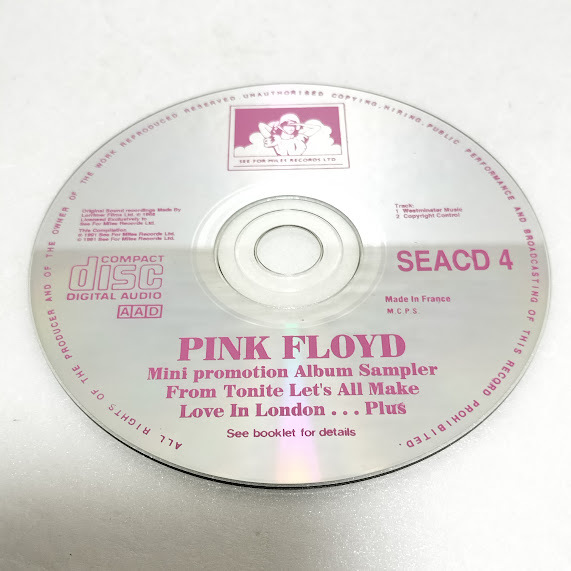 ALL RIGHTS OF THE PRODUCER AND OF THE OWNER OF THE WORK REPRODUCED RESERVED. UNAUTHORISED COPYING, HIRING, PUBLIC PERFORMANCE AND BROADCASTING OF THIS RECORD PROHIBITED.
SEE FOR MILES RECORDS LTD.
Original Sound recordings Made By
Lorrimer Films Ltd. ℗ 1968
Licensed Exclusively to
See For Miles Records Ltd.
This Compilation
℗ 1991 See For Miles Records Ltd.
© 1991 See For Miles Records Ltd.
Track:
1 Westminster Music
2 Copyright Control
COMPACT
disc
DIGITAL AUDIO
AAD
SEACD 4
Made In France
M.C.P.S.
PINK FLOYD
Mini promotion Album Sampler
From Tonite Let's All Make
Love In London . . . Plus
See booklet for details